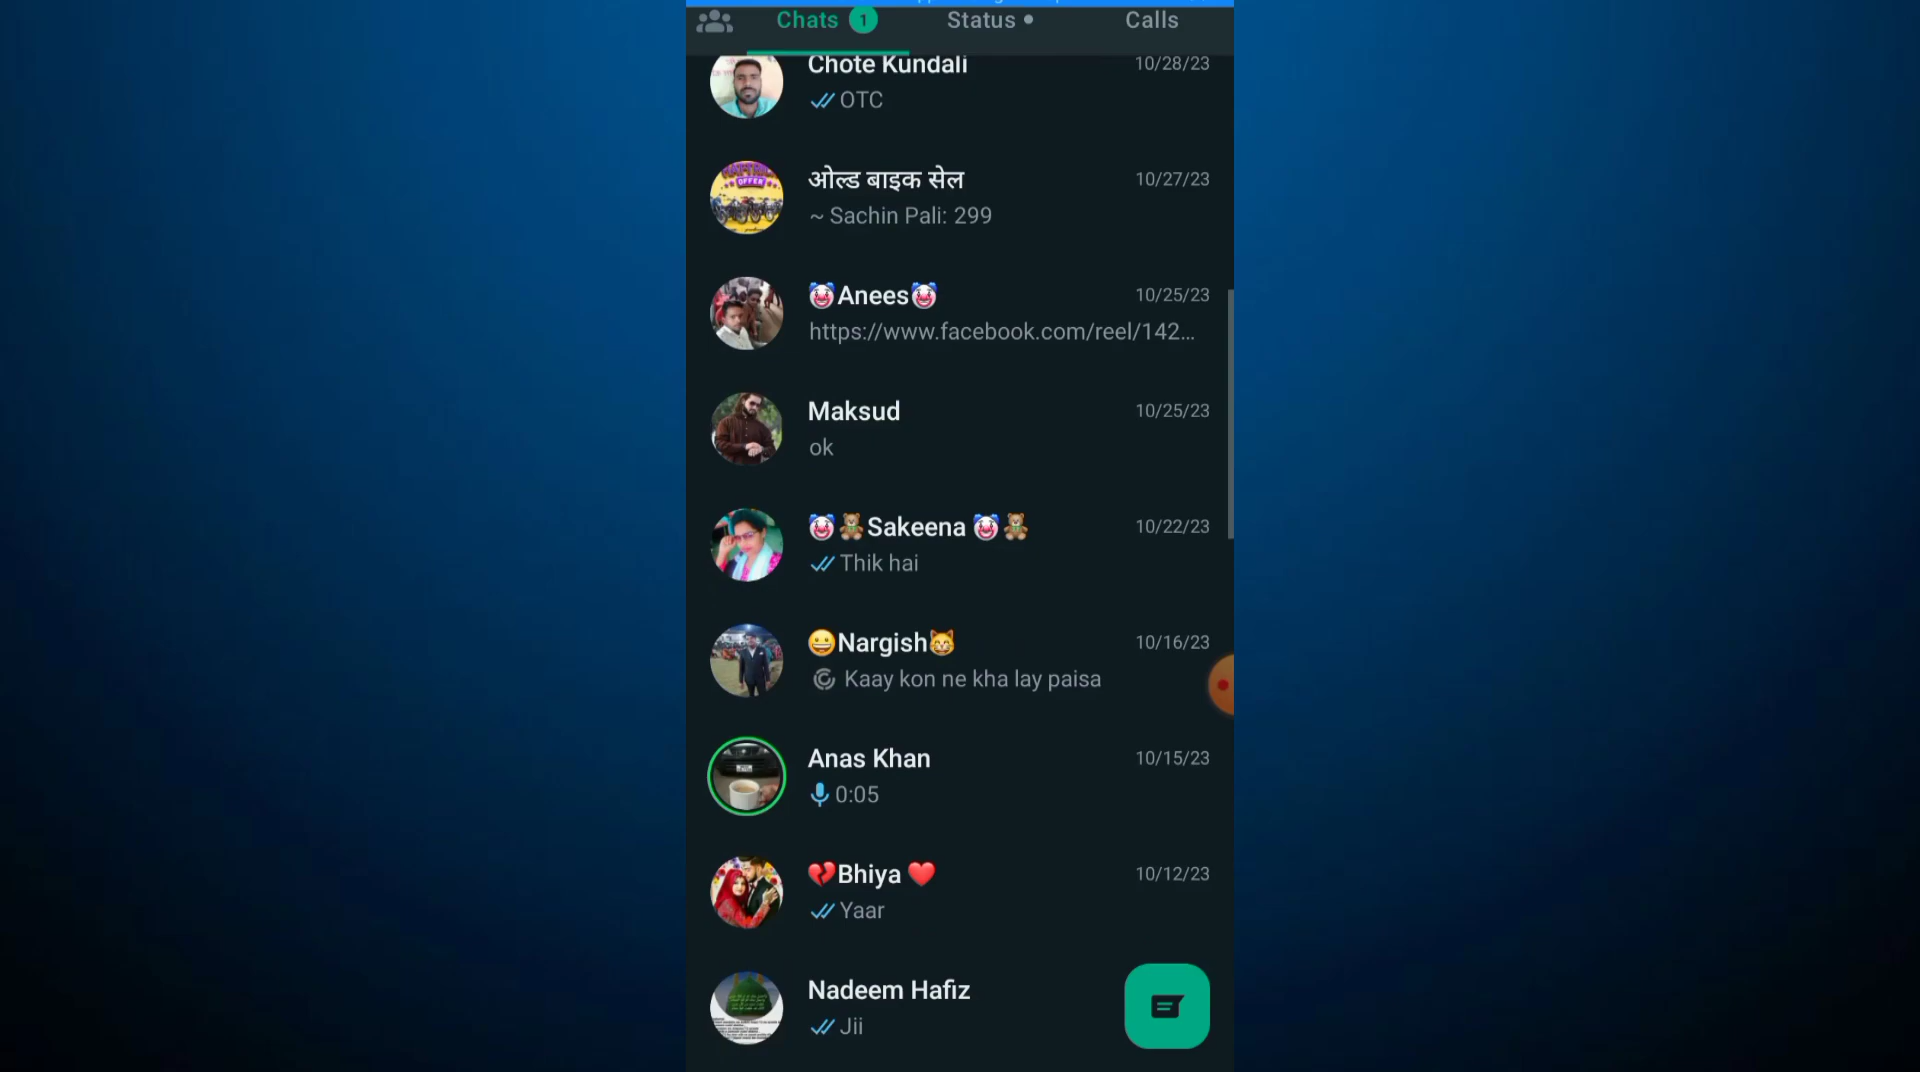 Chats 1 Status Calls
Chote Kundali 10/28/23
OTC
ओल्ड बाइक सेल 10/27/23
~ Sachin Pali: 299
OFFER
🤡Anees🤡 10/25/23
https://www.facebook.com/reel/142...
Maksud 10/25/23
ok
🤡🧸Sakeena 🤡🧸 10/22/23
Thik hai
😀Nargish😸 10/16/23
Kaay kon ne kha lay paisa
Anas Khan 10/15/23
0:05
💔Bhiya ❤️ 10/12/23
Yaar
Nadeem Hafiz
Jii